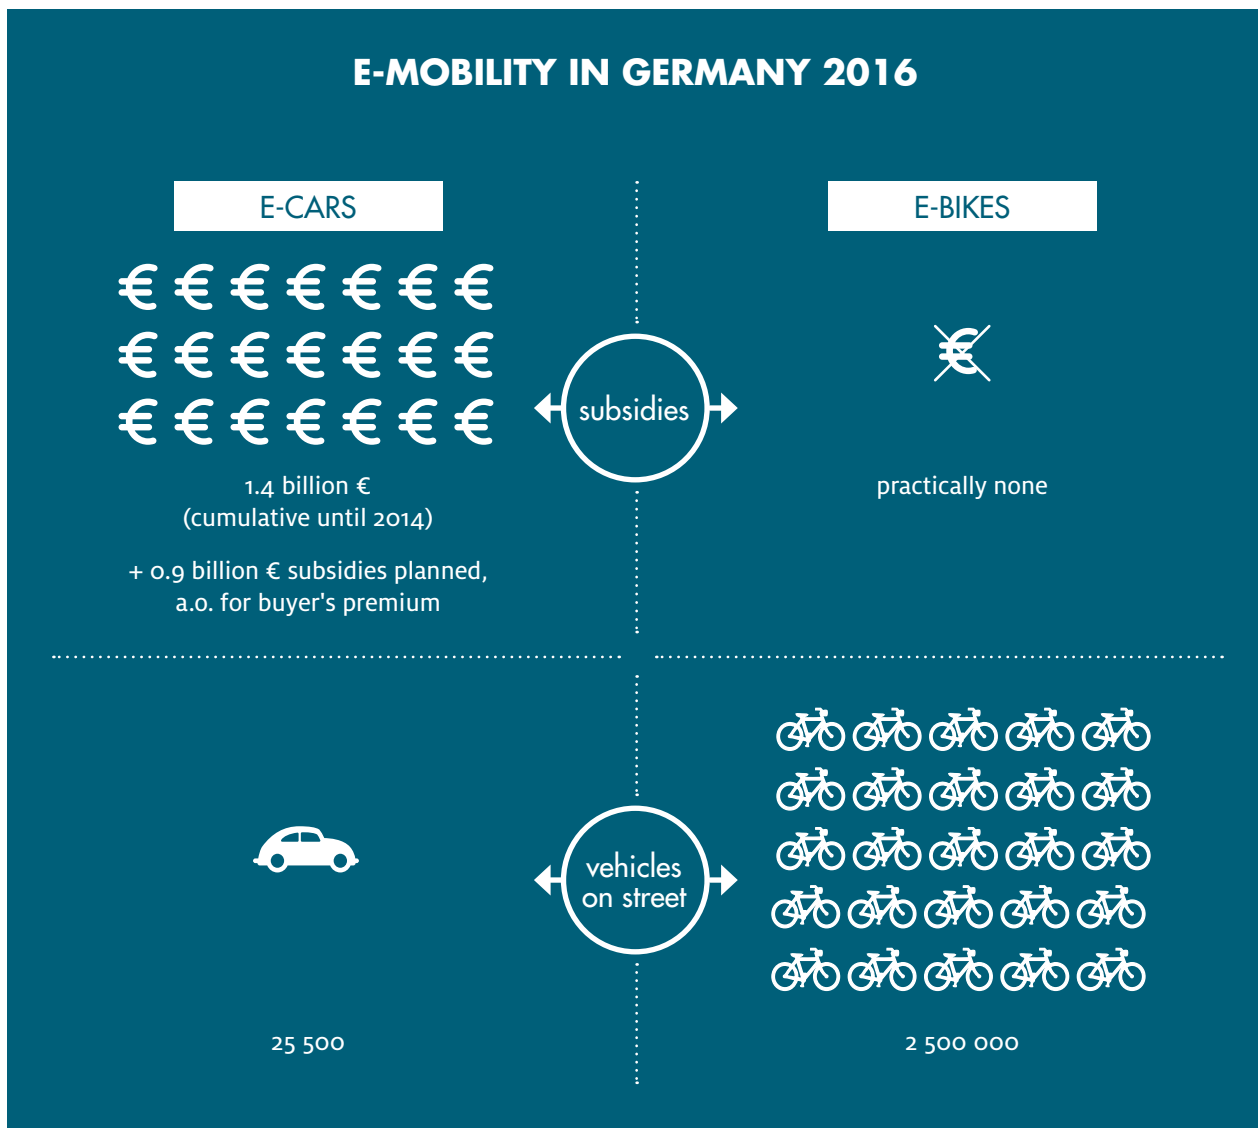 E-MOBILITY IN GERMANY 2016
E-CARS
E-BIKES
€ € € € € € €
€ € € € € € €
€ € € € € € €
€
subsidies
1.4 billion €
(cumulative until 2014)
+ 0.9 billion € subsidies planned,
a.o. for buyer's premium
practically none
vehicles
on street
25 500
2 500 000